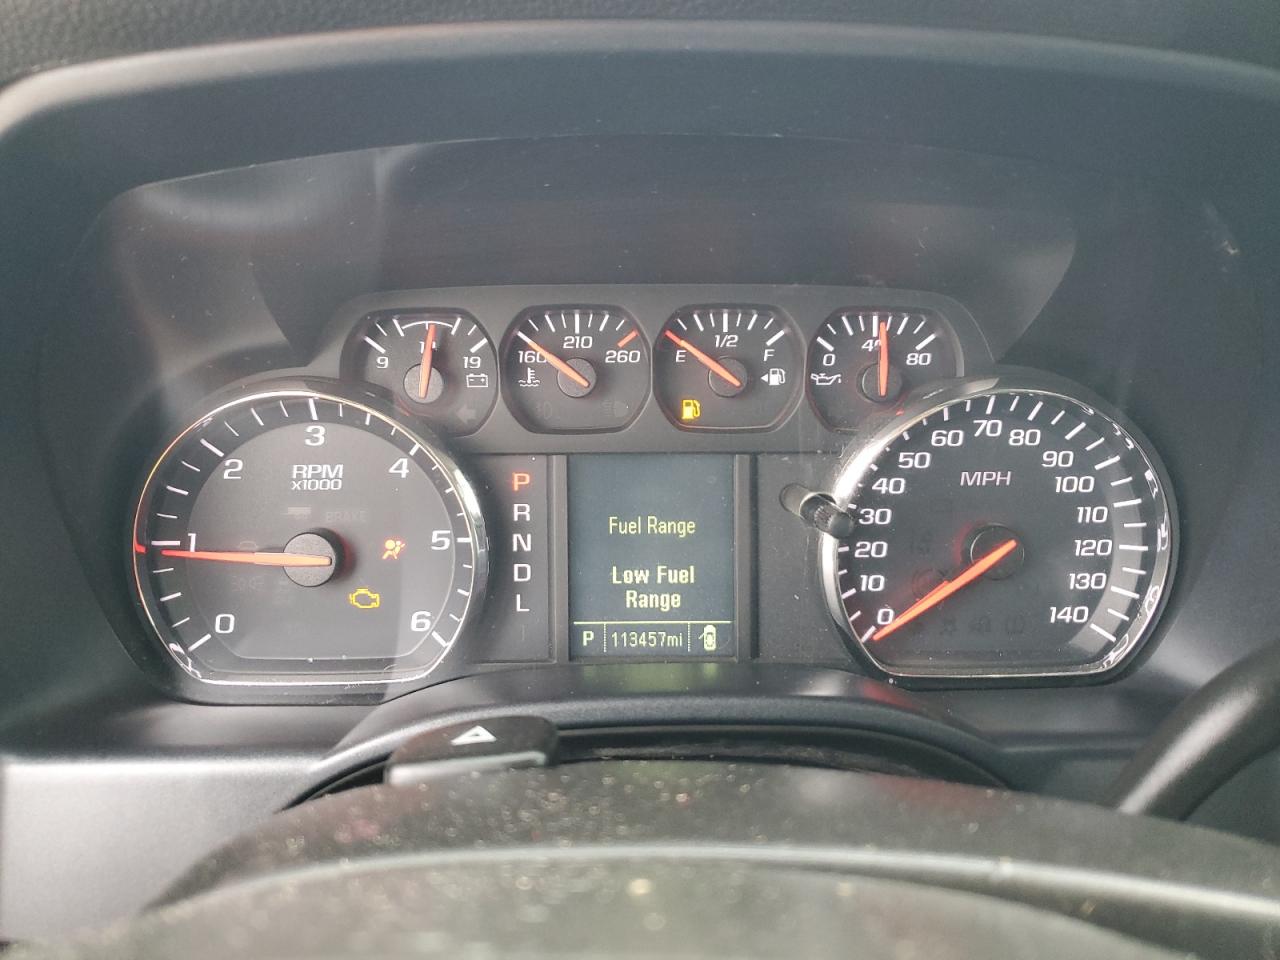 9 19
160 210 260
E 1/2 F
0 40 80
0 1 2 3 4 5 6
RPM
x1000
BRAKE
P
R
N
D
L
Fuel Range
Low Fuel
Range
P 113457mi
0 10 20 30 40 50 60 70 80 90 100 110 120 130 140
MPH